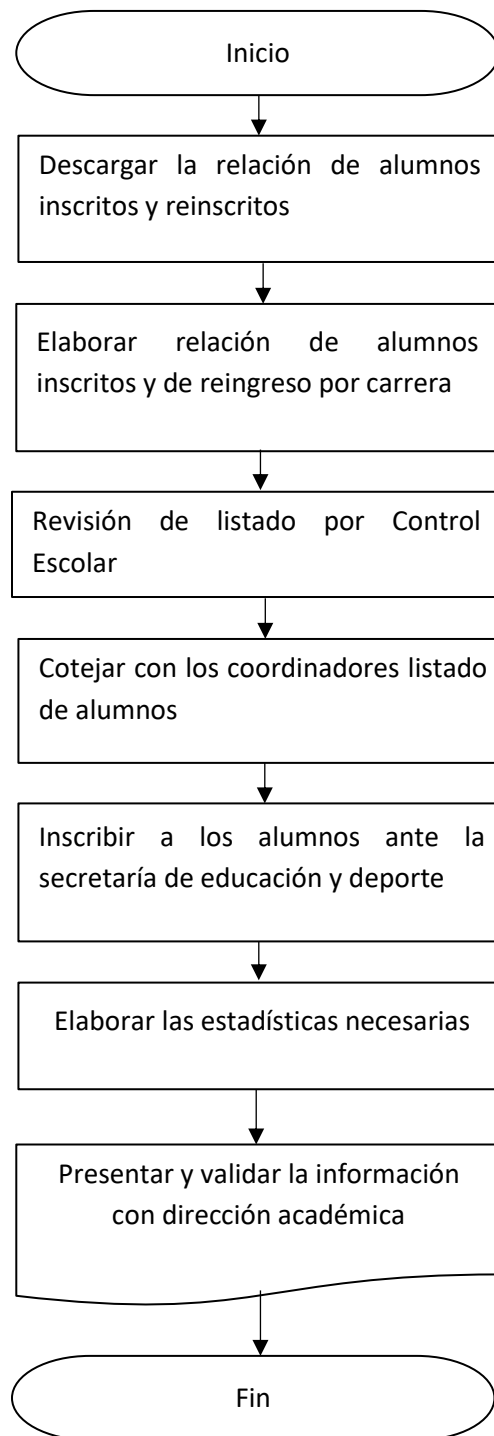 Inicio
Descargar la relación de alumnos
inscritos y reinscritos
Elaborar relación de alumnos
inscritos y de reingreso por carrera
Revisión de listado por Control
Escolar
Cotejar con los coordinadores listado
de alumnos
Inscribir a los alumnos ante la
secretaría de educación y deporte
Elaborar las estadísticas necesarias
Presentar y validar la información
con dirección académica
Fin